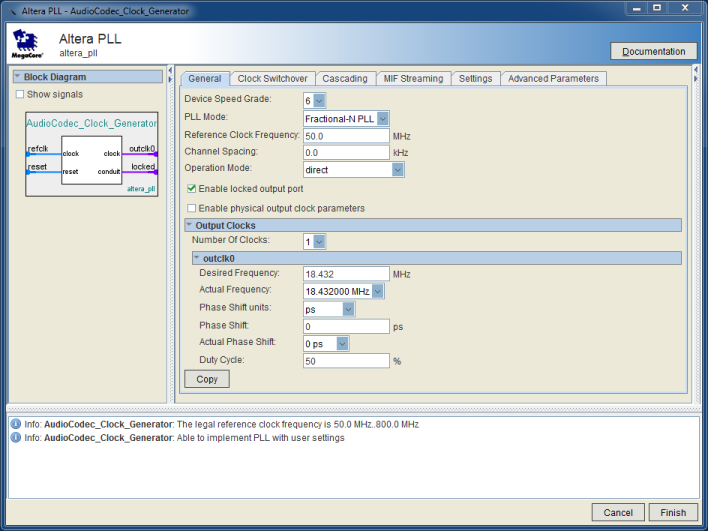 Altera PLL - AudioCodec_Clock_Generator
Altera PLL
altera_pll
MegaCore
Documentation
Block Diagram
Show signals
AudioCodec_Clock_Generator
refclk clock clock outclk0
reset reset conduit locked
altera_pll
General Clock Switchover Cascading MIF Streaming Settings Advanced Parameters
Device Speed Grade: 6
PLL Mode: Fractional-N PLL
Reference Clock Frequency: 50.0 MHz
Channel Spacing: 0.0 kHz
Operation Mode: direct
Enable locked output port
Enable physical output clock parameters
Output Clocks
Number Of Clocks: 1
outclk0
Desired Frequency: 18.432 MHz
Actual Frequency: 18.432000 MHz
Phase Shift units: ps
Phase Shift: 0 ps
Actual Phase Shift: 0 ps
Duty Cycle: 50 %
Copy
Info: AudioCodec_Clock_Generator: The legal reference clock frequency is 50.0 MHz..800.0 MHz
Info: AudioCodec_Clock_Generator: Able to implement PLL with user settings
Cancel Finish